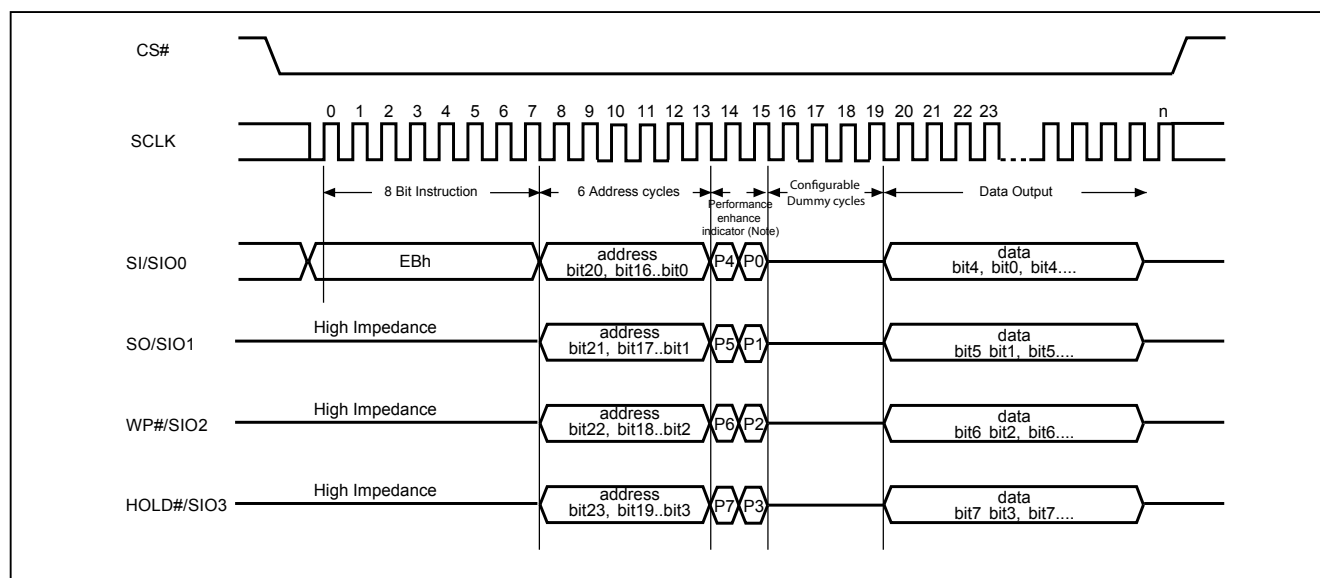 CS#
0 1 2 3 4 5 6 7 8 9 10 11 12 13 14 15 16 17 18 19 20 21 22 23 n
SCLK
8 Bit Instruction
6 Address cycles
Performance
enhance
indicator (Note)
Configurable
Dummy cycles
Data Output
SI/SIO0
EBh
address
bit20, bit16..bit0
P4 P0
data
bit4, bit0, bit4....
SO/SIO1
High Impedance
address
bit21, bit17..bit1
P5 P1
data
bit5 bit1, bit5....
WP#/SIO2
High Impedance
address
bit22, bit18..bit2
P6 P2
data
bit6 bit2, bit6....
HOLD#/SIO3
High Impedance
address
bit23, bit19..bit3
P7 P3
data
bit7 bit3, bit7....